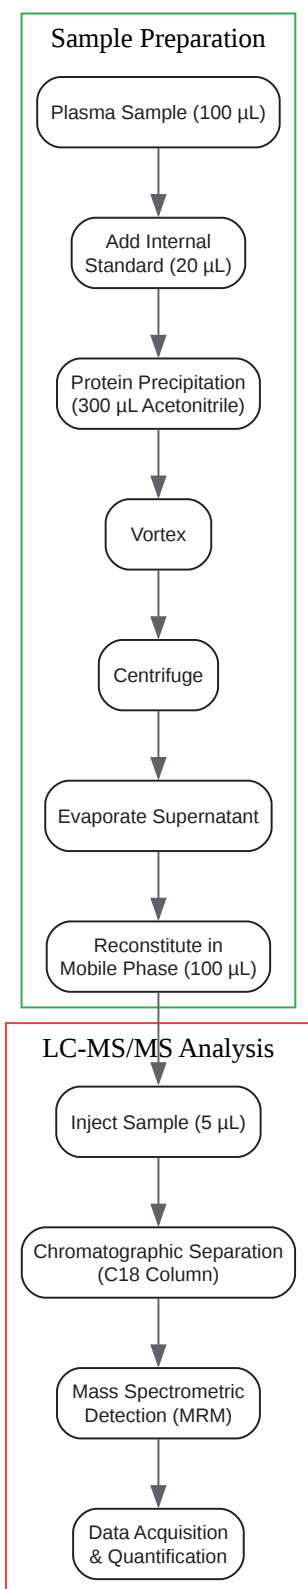 Sample Preparation
Plasma Sample (100 µL)
Add Internal
Standard (20 µL)
Protein Precipitation
(300 µL Acetonitrile)
Vortex
Centrifuge
Evaporate Supernatant
Reconstitute in
Mobile Phase (100 µL)
LC-MS/MS Analysis
Inject Sample (5 µL)
Chromatographic Separation
(C18 Column)
Mass Spectrometric
Detection (MRM)
Data Acquisition
& Quantification